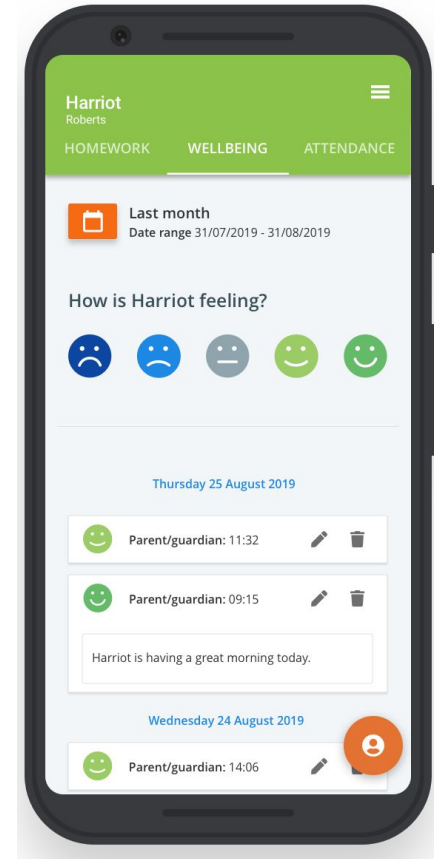 Harriot
Roberts
HOMEWORK WELLBEING ATTENDANCE
Last month
Date range 31/07/2019 - 31/08/2019
How is Harriot feeling?
Thursday 25 August 2019
Parent/guardian: 11:32
Parent/guardian: 09:15
Harriot is having a great morning today.
Wednesday 24 August 2019
Parent/guardian: 14:06